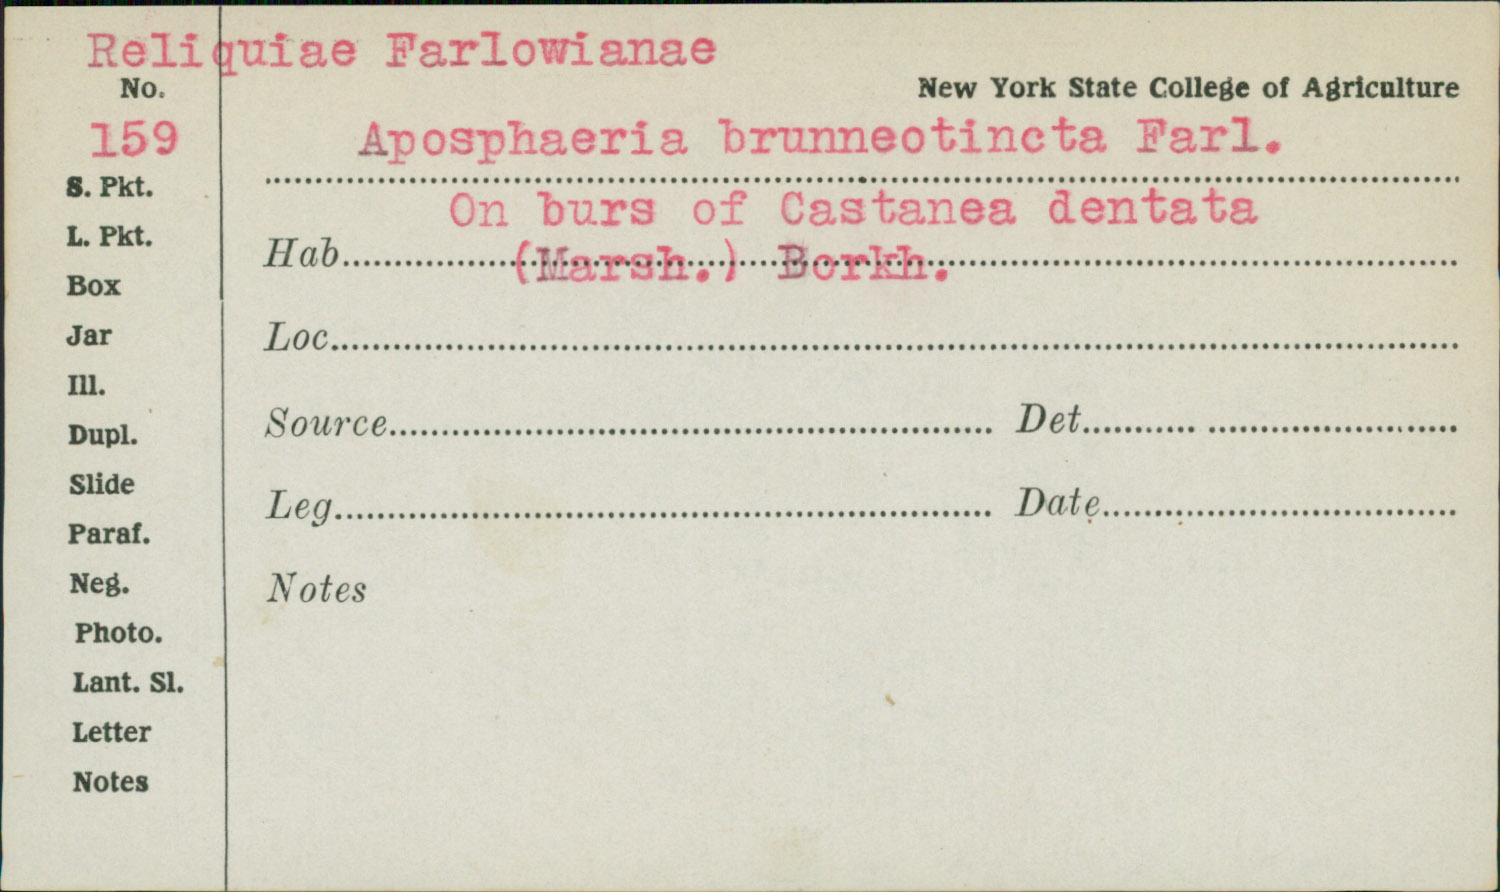 Reliquiae Farlowianae
No.
New York State College of Agriculture
159
Aposphaeria brunneotincta Farl.
S. Pkt.
On burs of Castanea dentata
L. Pkt.
Hab. (Marsh.) Borkh.
Box
Jar
Loc.
Ill.
Dupl.
Source Det.
Slide
Leg. Date
Paraf.
Neg.
Notes
Photo.
Lant. Sl.
Letter
Notes